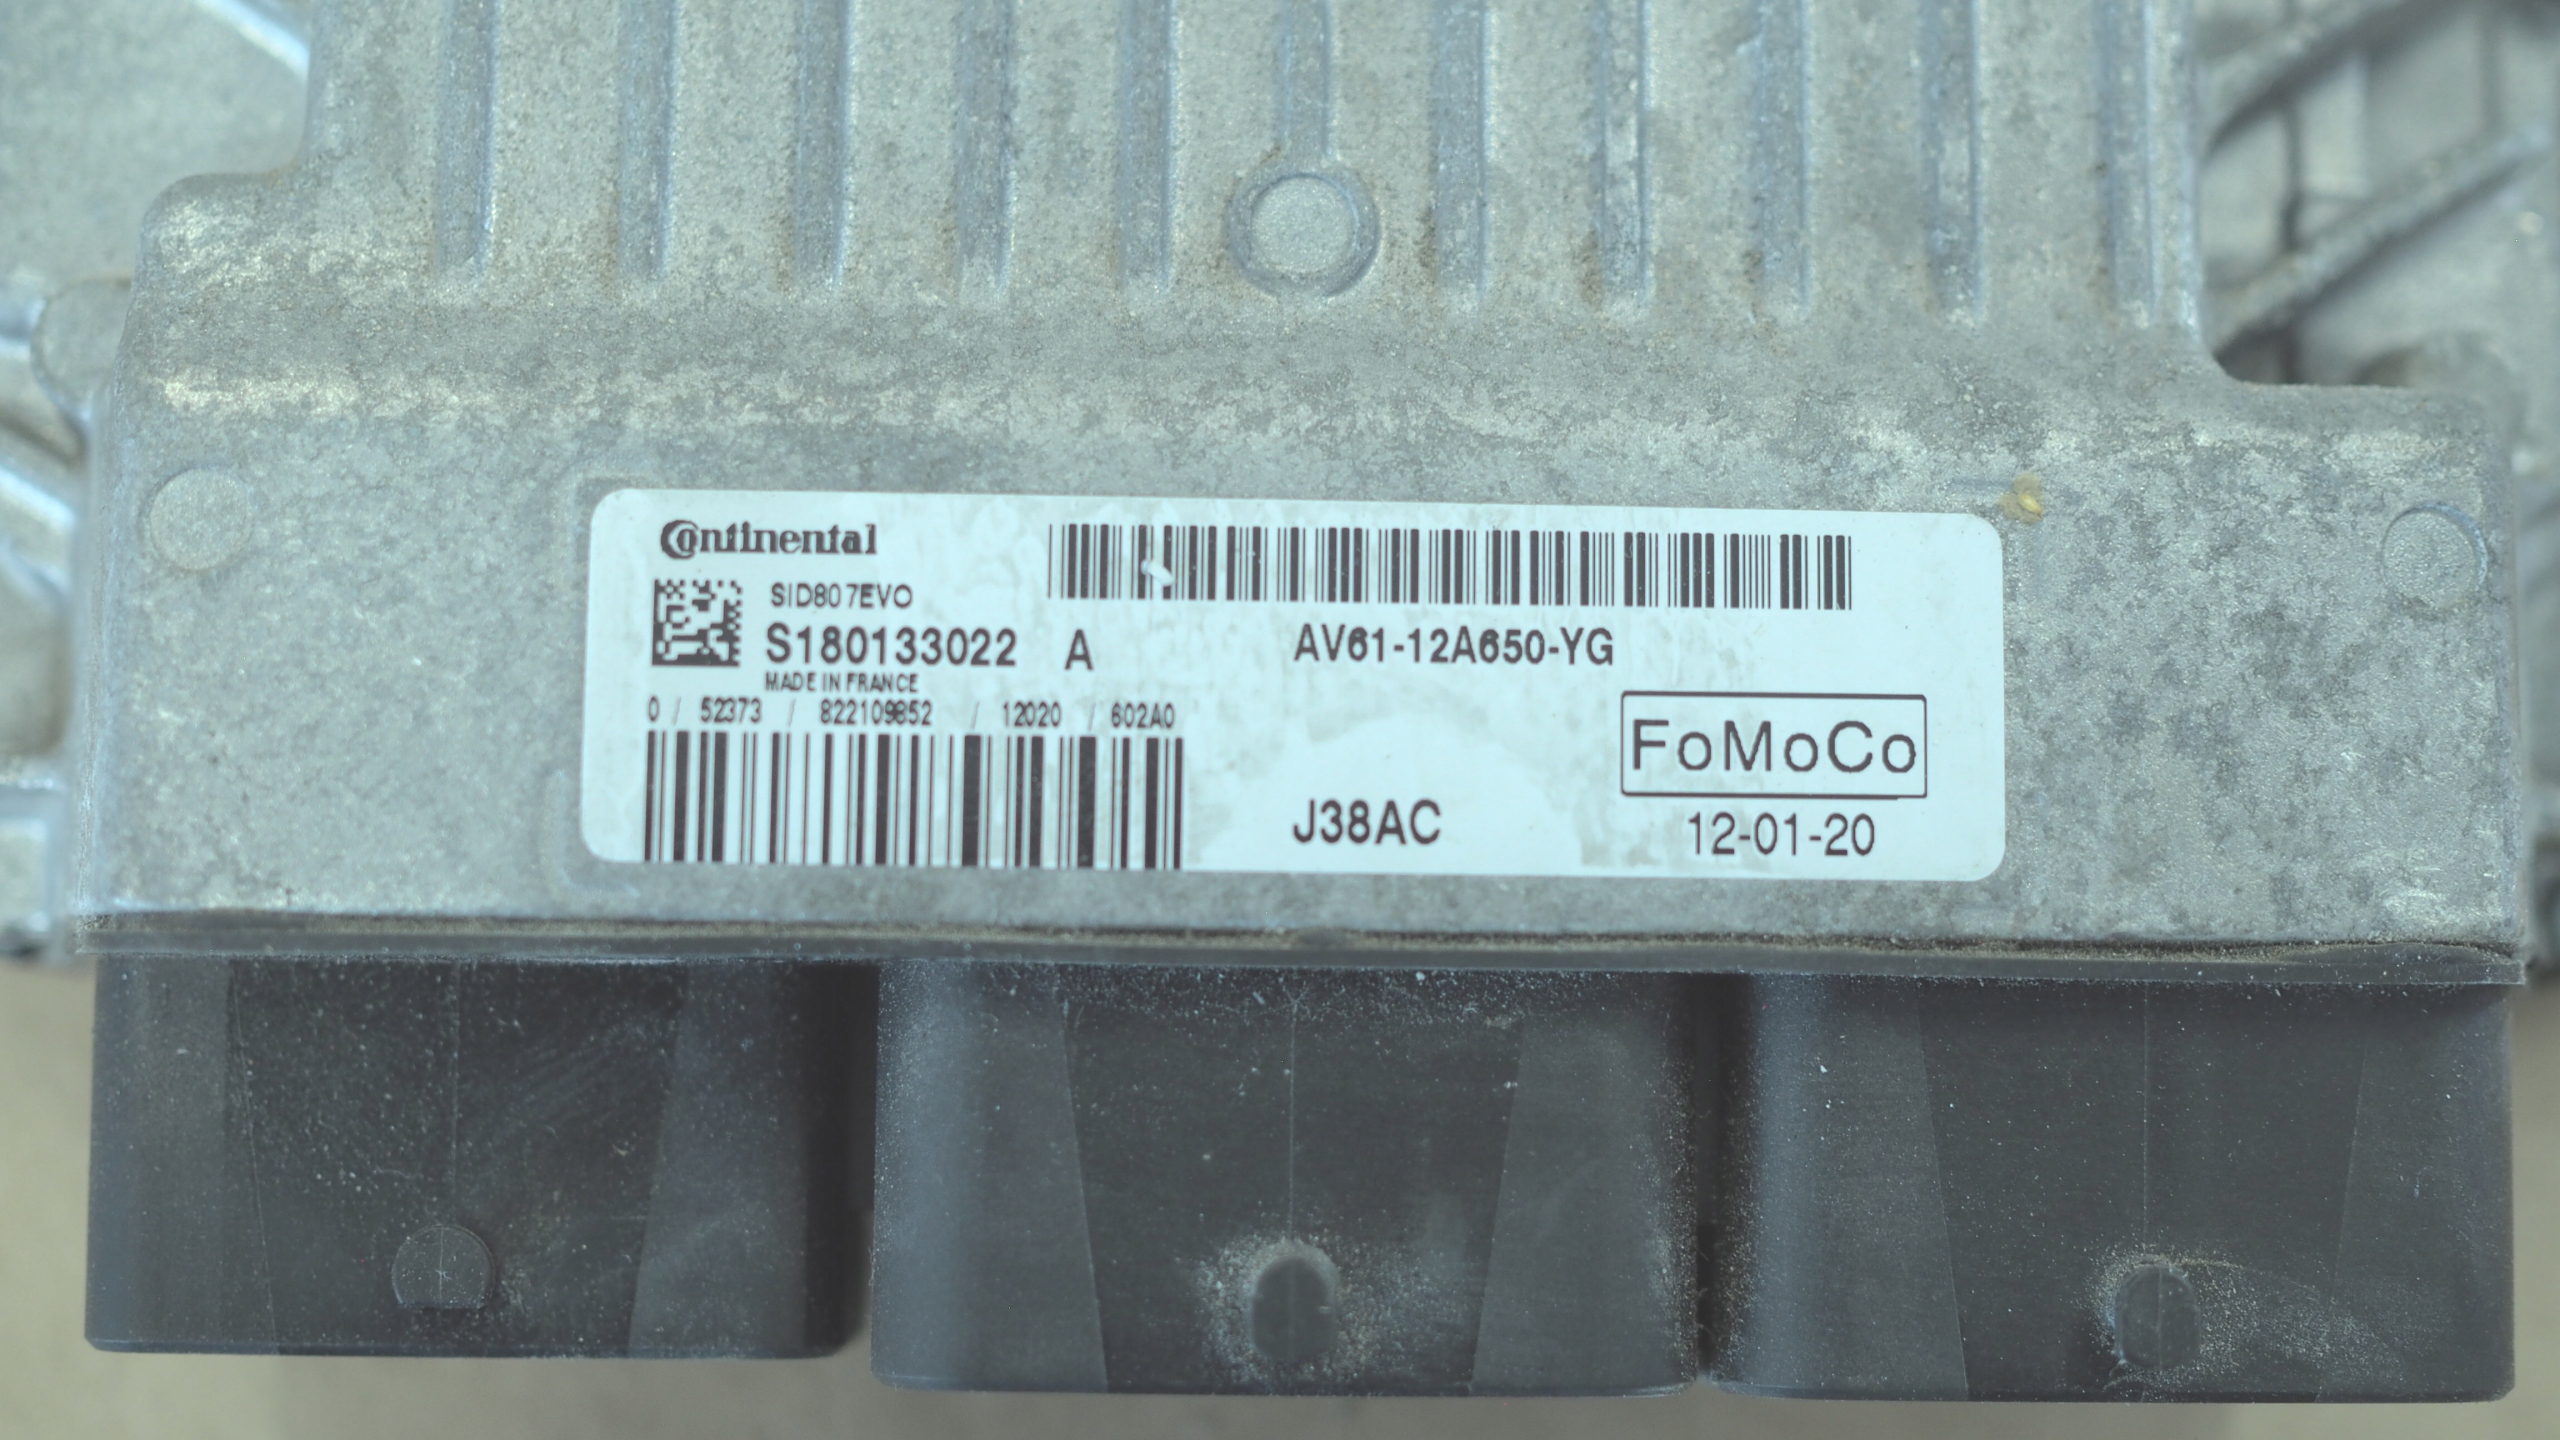 Continental
SID807EVO
S180133022 A
MADE IN FRANCE
0 / 52373 / 822109852 / 12020 / 602A0
AV61-12A650-YG
FoMoCo
J38AC
12-01-20